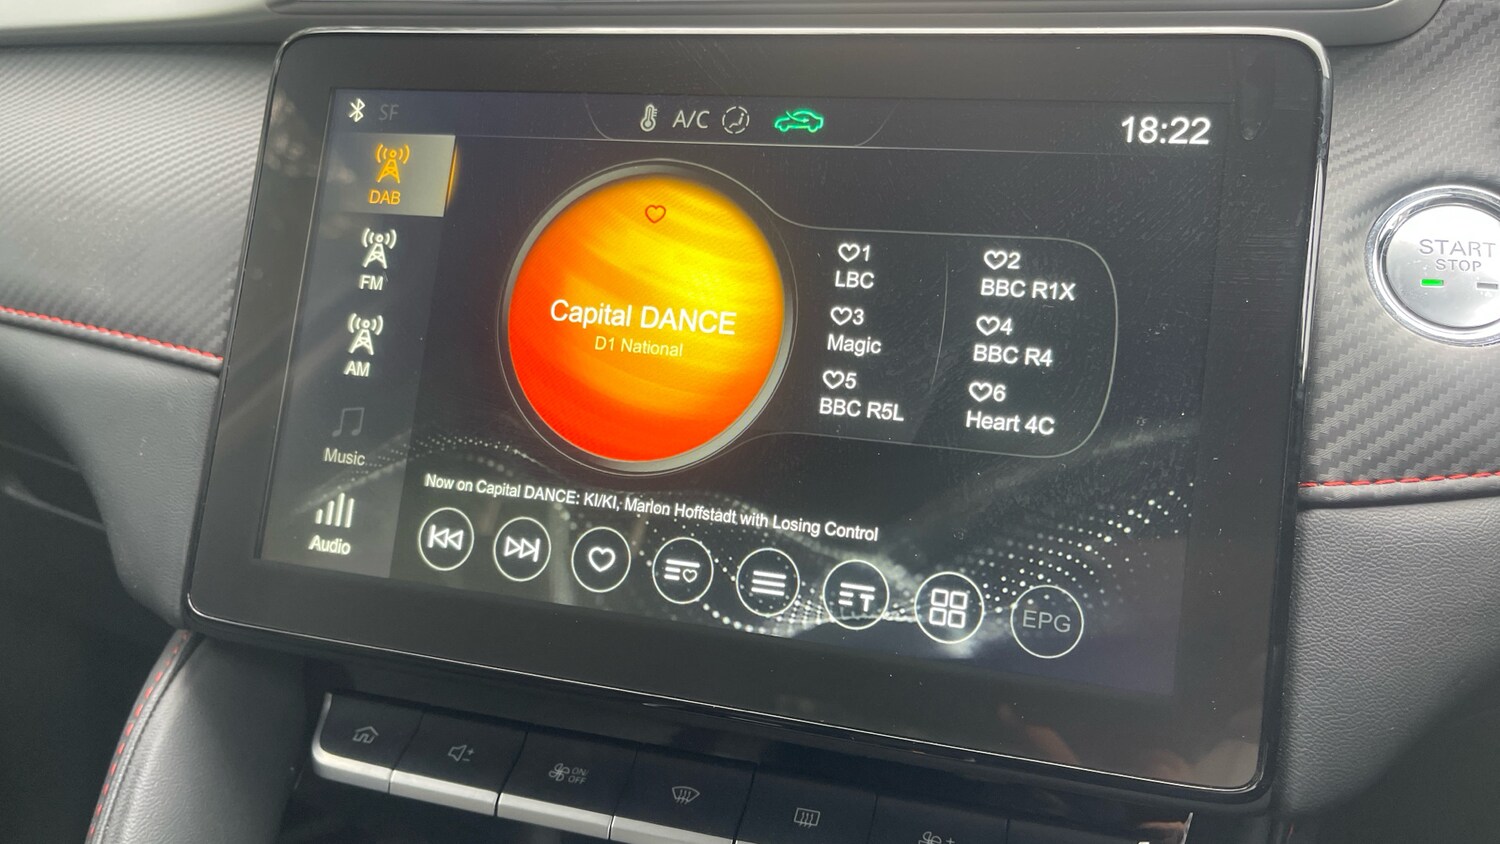 SF
A/C
18:22
DAB
FM
AM
Music
Audio
Capital DANCE
D1 National
1
LBC
2
BBC R1X
3
Magic
4
BBC R4
5
BBC R5L
6
Heart 4C
Now on Capital DANCE: KI/KI, Marlon Hoffstadt with Losing Control
T
EPG
START
STOP
ON/
OFF